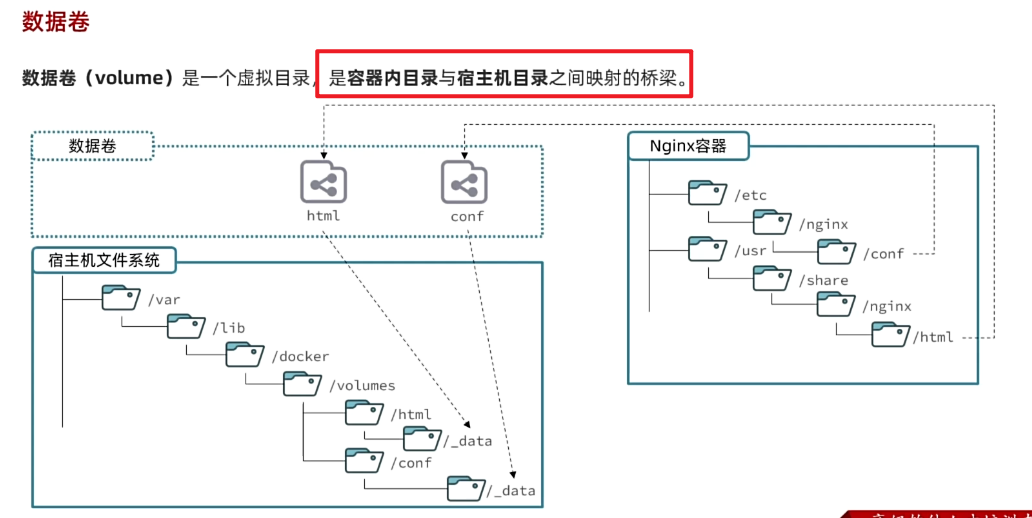 数据卷
数据卷（volume）是一个虚拟目录，是容器内目录与宿主机目录之间映射的桥梁。
数据卷
html
conf
Nginx容器
/etc
/nginx
/conf
/usr
/share
/nginx
/html
宿主机文件系统
/var
/lib
/docker
/volumes
/html
/_data
/conf
/_data